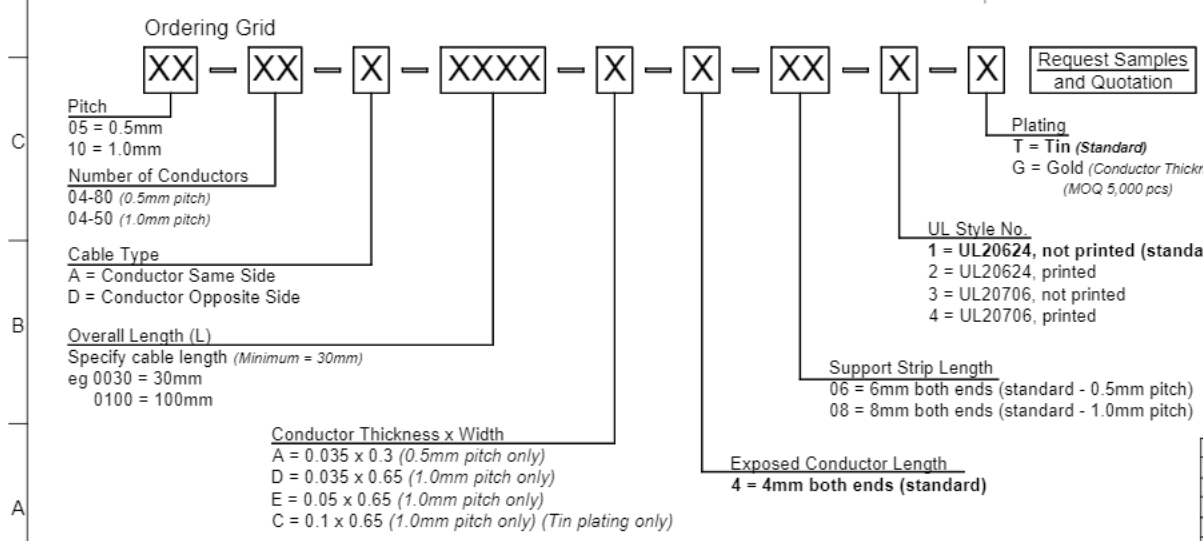 Ordering Grid
XX - XX - X - XXXX - X - X - XX - X - X
Request Samples
and Quotation
Pitch
05 = 0.5mm
10 = 1.0mm
Number of Conductors
04-80 (0.5mm pitch)
04-50 (1.0mm pitch)
Cable Type
A = Conductor Same Side
D = Conductor Opposite Side
Overall Length (L)
Specify cable length (Minimum = 30mm)
eg 0030 = 30mm
0100 = 100mm
Conductor Thickness x Width
A = 0.035 x 0.3 (0.5mm pitch only)
D = 0.035 x 0.65 (1.0mm pitch only)
E = 0.05 x 0.65 (1.0mm pitch only)
C = 0.1 x 0.65 (1.0mm pitch only) (Tin plating only)
Exposed Conductor Length
4 = 4mm both ends (standard)
Support Strip Length
06 = 6mm both ends (standard - 0.5mm pitch)
08 = 8mm both ends (standard - 1.0mm pitch)
UL Style No.
1 = UL20624, not printed (standa
2 = UL20624, printed
3 = UL20706, not printed
4 = UL20706, printed
Plating
T = Tin (Standard)
G = Gold (Conductor Thickn
(MOQ 5,000 pcs)
C
B
A